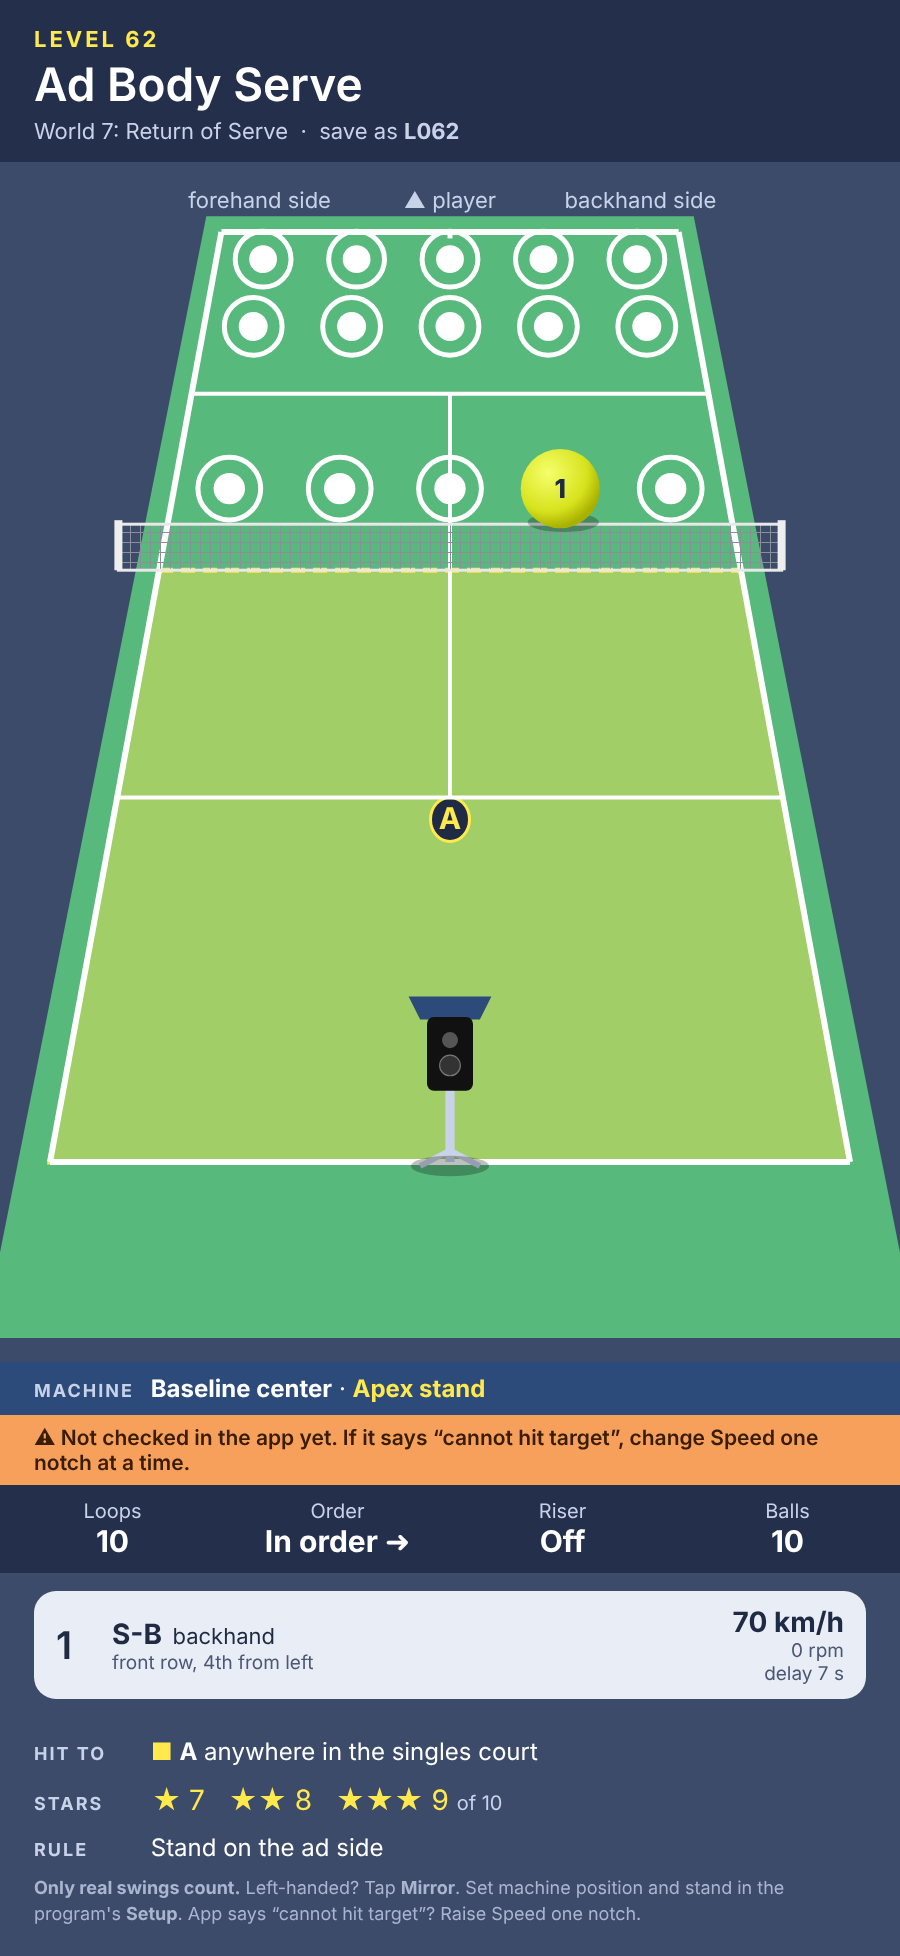 LEVEL 62
Ad Body Serve
World 7: Return of Serve · save as L062
forehand side ▲ player backhand side
1
A
MACHINE Baseline center · Apex stand
⚠ Not checked in the app yet. If it says “cannot hit target”, change Speed one
notch at a time.
Loops Order Riser Balls
10 In order ➜ Off 10
1 S-B backhand 70 km/h
front row, 4th from left 0 rpm
delay 7 s
HIT TO ■ A anywhere in the singles court
STARS ★ 7 ★★ 8 ★★★ 9 of 10
RULE Stand on the ad side
Only real swings count. Left-handed? Tap Mirror. Set machine position and stand in the
program's Setup. App says “cannot hit target”? Raise Speed one notch.